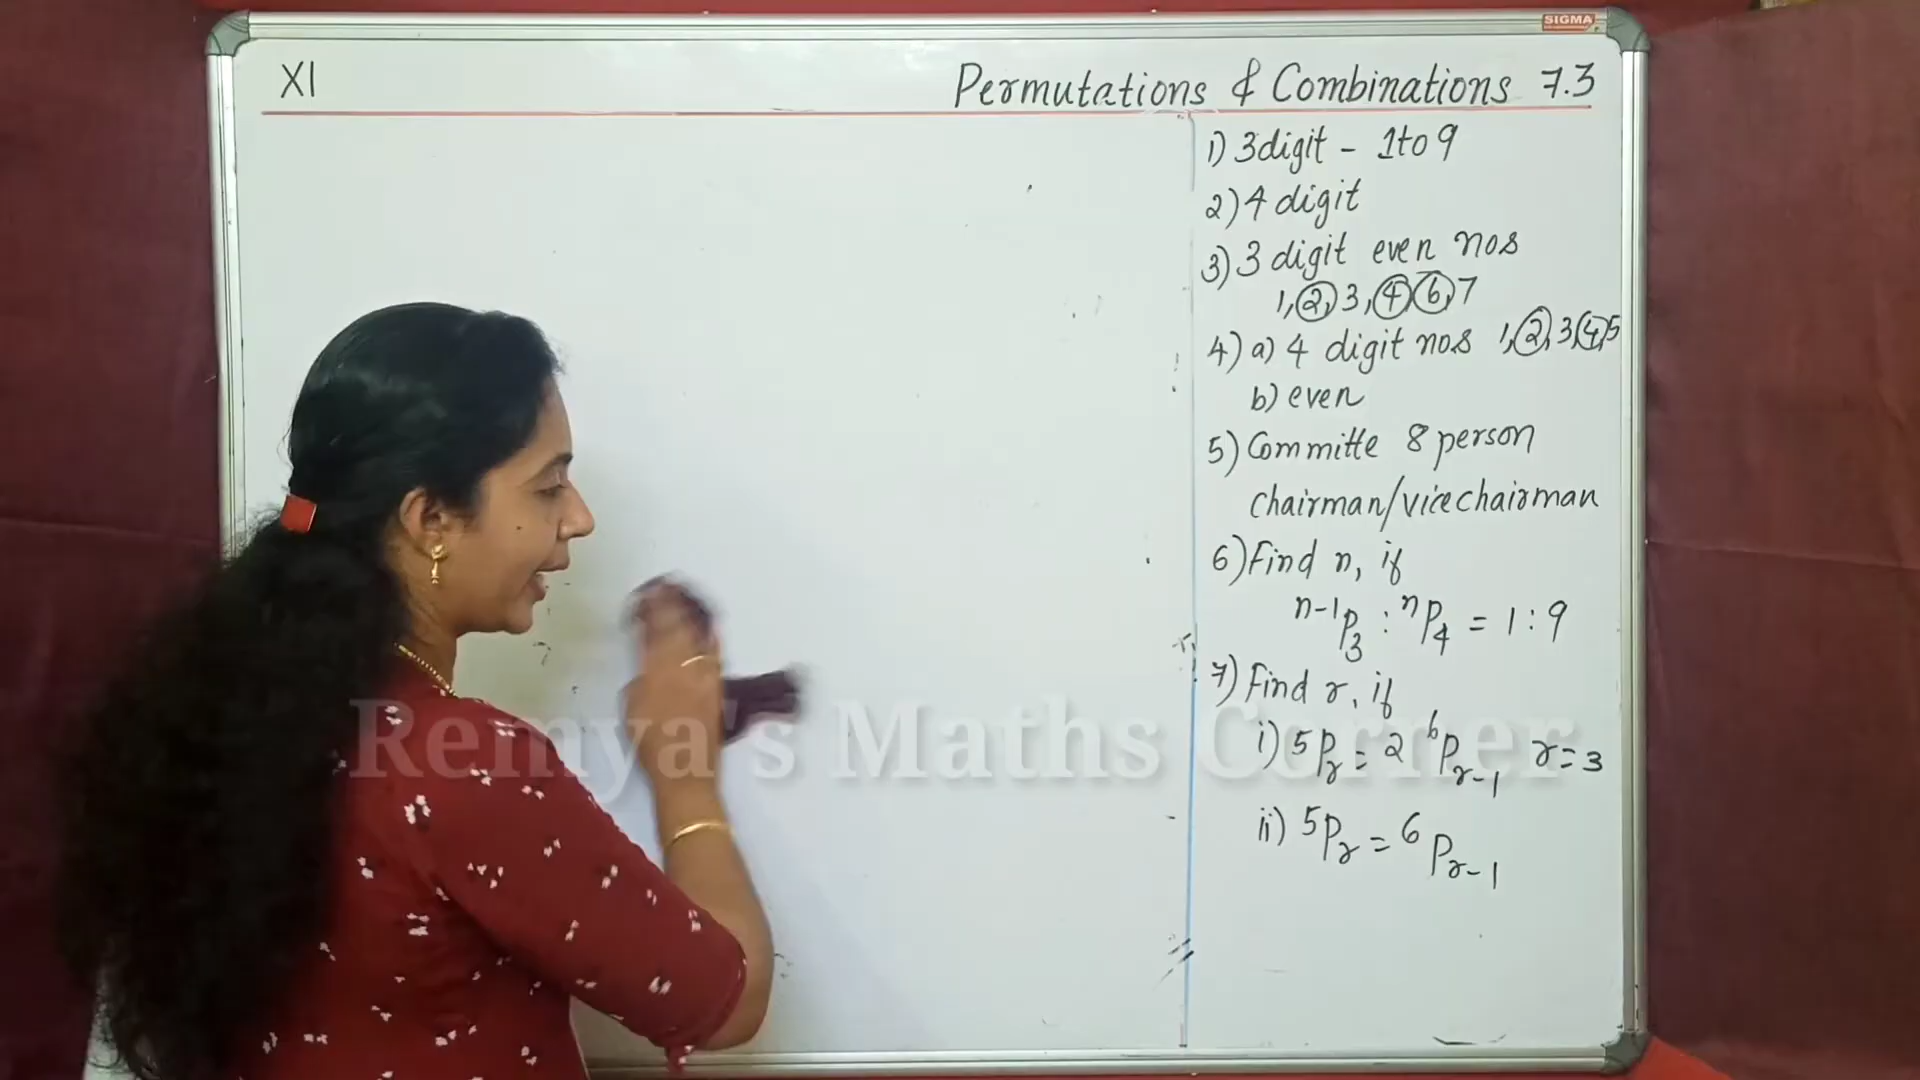 SIGMA
XI
Permutations & Combinations 7.3
1) 3digit - 1to 9
2) 4 digit
3) 3 digit even nos
1, 2, 3, 4, 6, 7
4) a) 4 digit nos 1, 2, 3, 4, 5
b) even
5) Committe 8 person
Chairman/vicechairman
6) Find n, if
n-1P3 : nP4 = 1 : 9
7) Find r, if
i) 5Pr = 2 6Pr-1 r=3
ii) 5Pr = 6Pr-1
Remya's Maths Corner